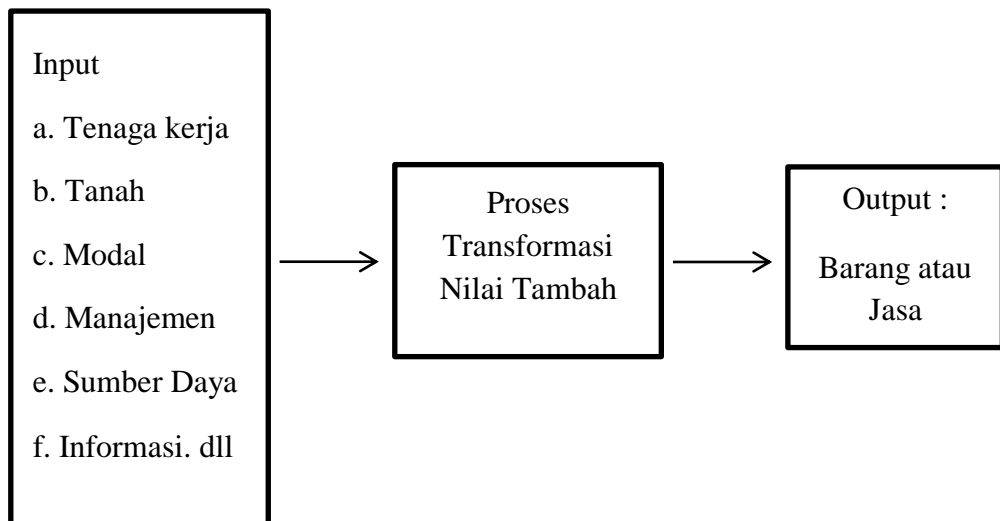 Input
a. Tenaga kerja
b. Tanah
c. Modal
d. Manajemen
e. Sumber Daya
f. Informasi. dll
Proses
Transformasi
Nilai Tambah
Output :
Barang atau
Jasa